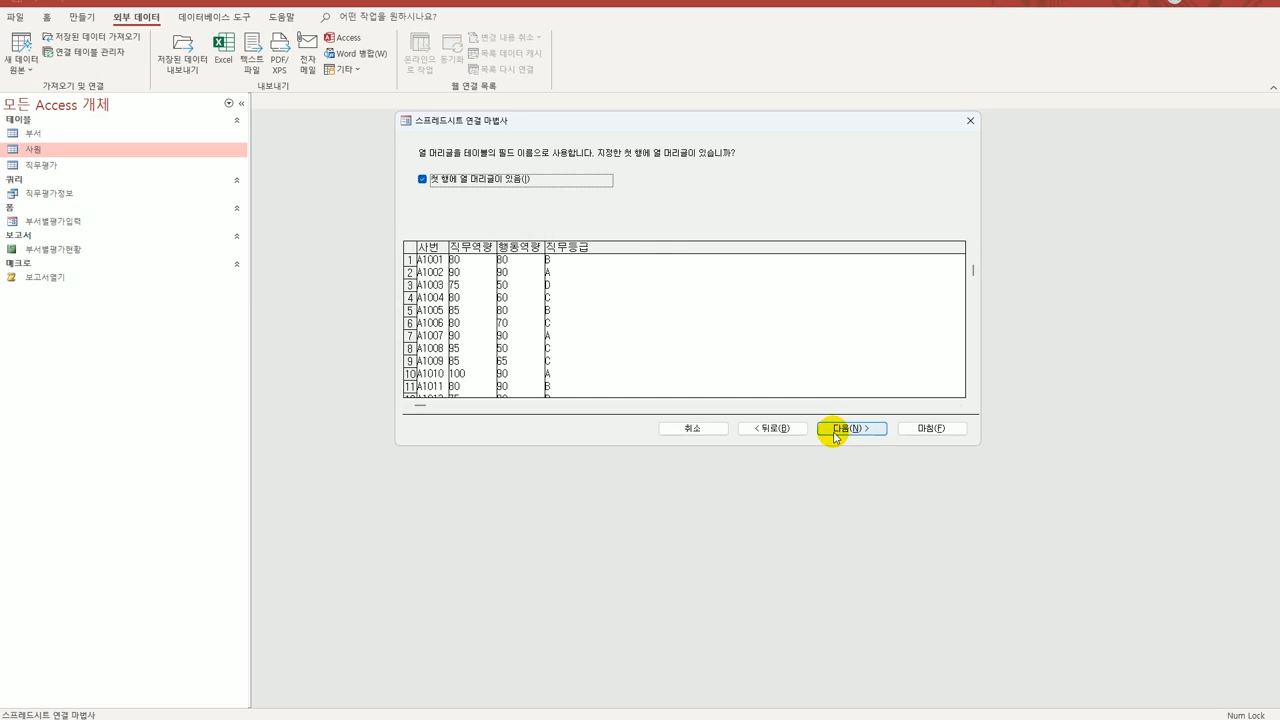 파일 홈 만들기 외부 데이터 데이터베이스 도구 도움말 어떤 작업을 원하시나요?
새 데이터 원본
저장된 데이터 가져오기
연결 테이블 관리자
가져오기 및 연결
저장된 데이터 내보내기
Excel
텍스트 파일
PDF/XPS
전자 메일
Access
Word 병합(W)
기타
내보내기
온라인으로 작업
동기화
변경 내용 취소
목록 데이터 캐시
목록 다시 연결
웹 연결 목록
모든 Access 개체
테이블
부서
사원
직무평가
쿼리
직무평가정보
폼
부서별평가입력
보고서
부서별평가현황
매크로
보고서열기
스프레드시트 연결 마법사
열 머리글을 테이블의 필드 이름으로 사용합니다. 지정한 첫 행에 열 머리글이 있습니까?
첫 행에 열 머리글이 있음(I)
사번 직무역량 행동역량 직무등급
1 A1001 80 80 B
2 A1002 90 90 A
3 A1003 75 50 D
4 A1004 80 60 C
5 A1005 85 80 B
6 A1006 80 70 C
7 A1007 90 90 A
8 A1008 95 50 C
9 A1009 85 65 C
10 A1010 100 90 A
11 A1011 80 90 B
취소 < 뒤로(B) 다음(N) > 마침(F)
스프레드시트 연결 마법사 Num Lock